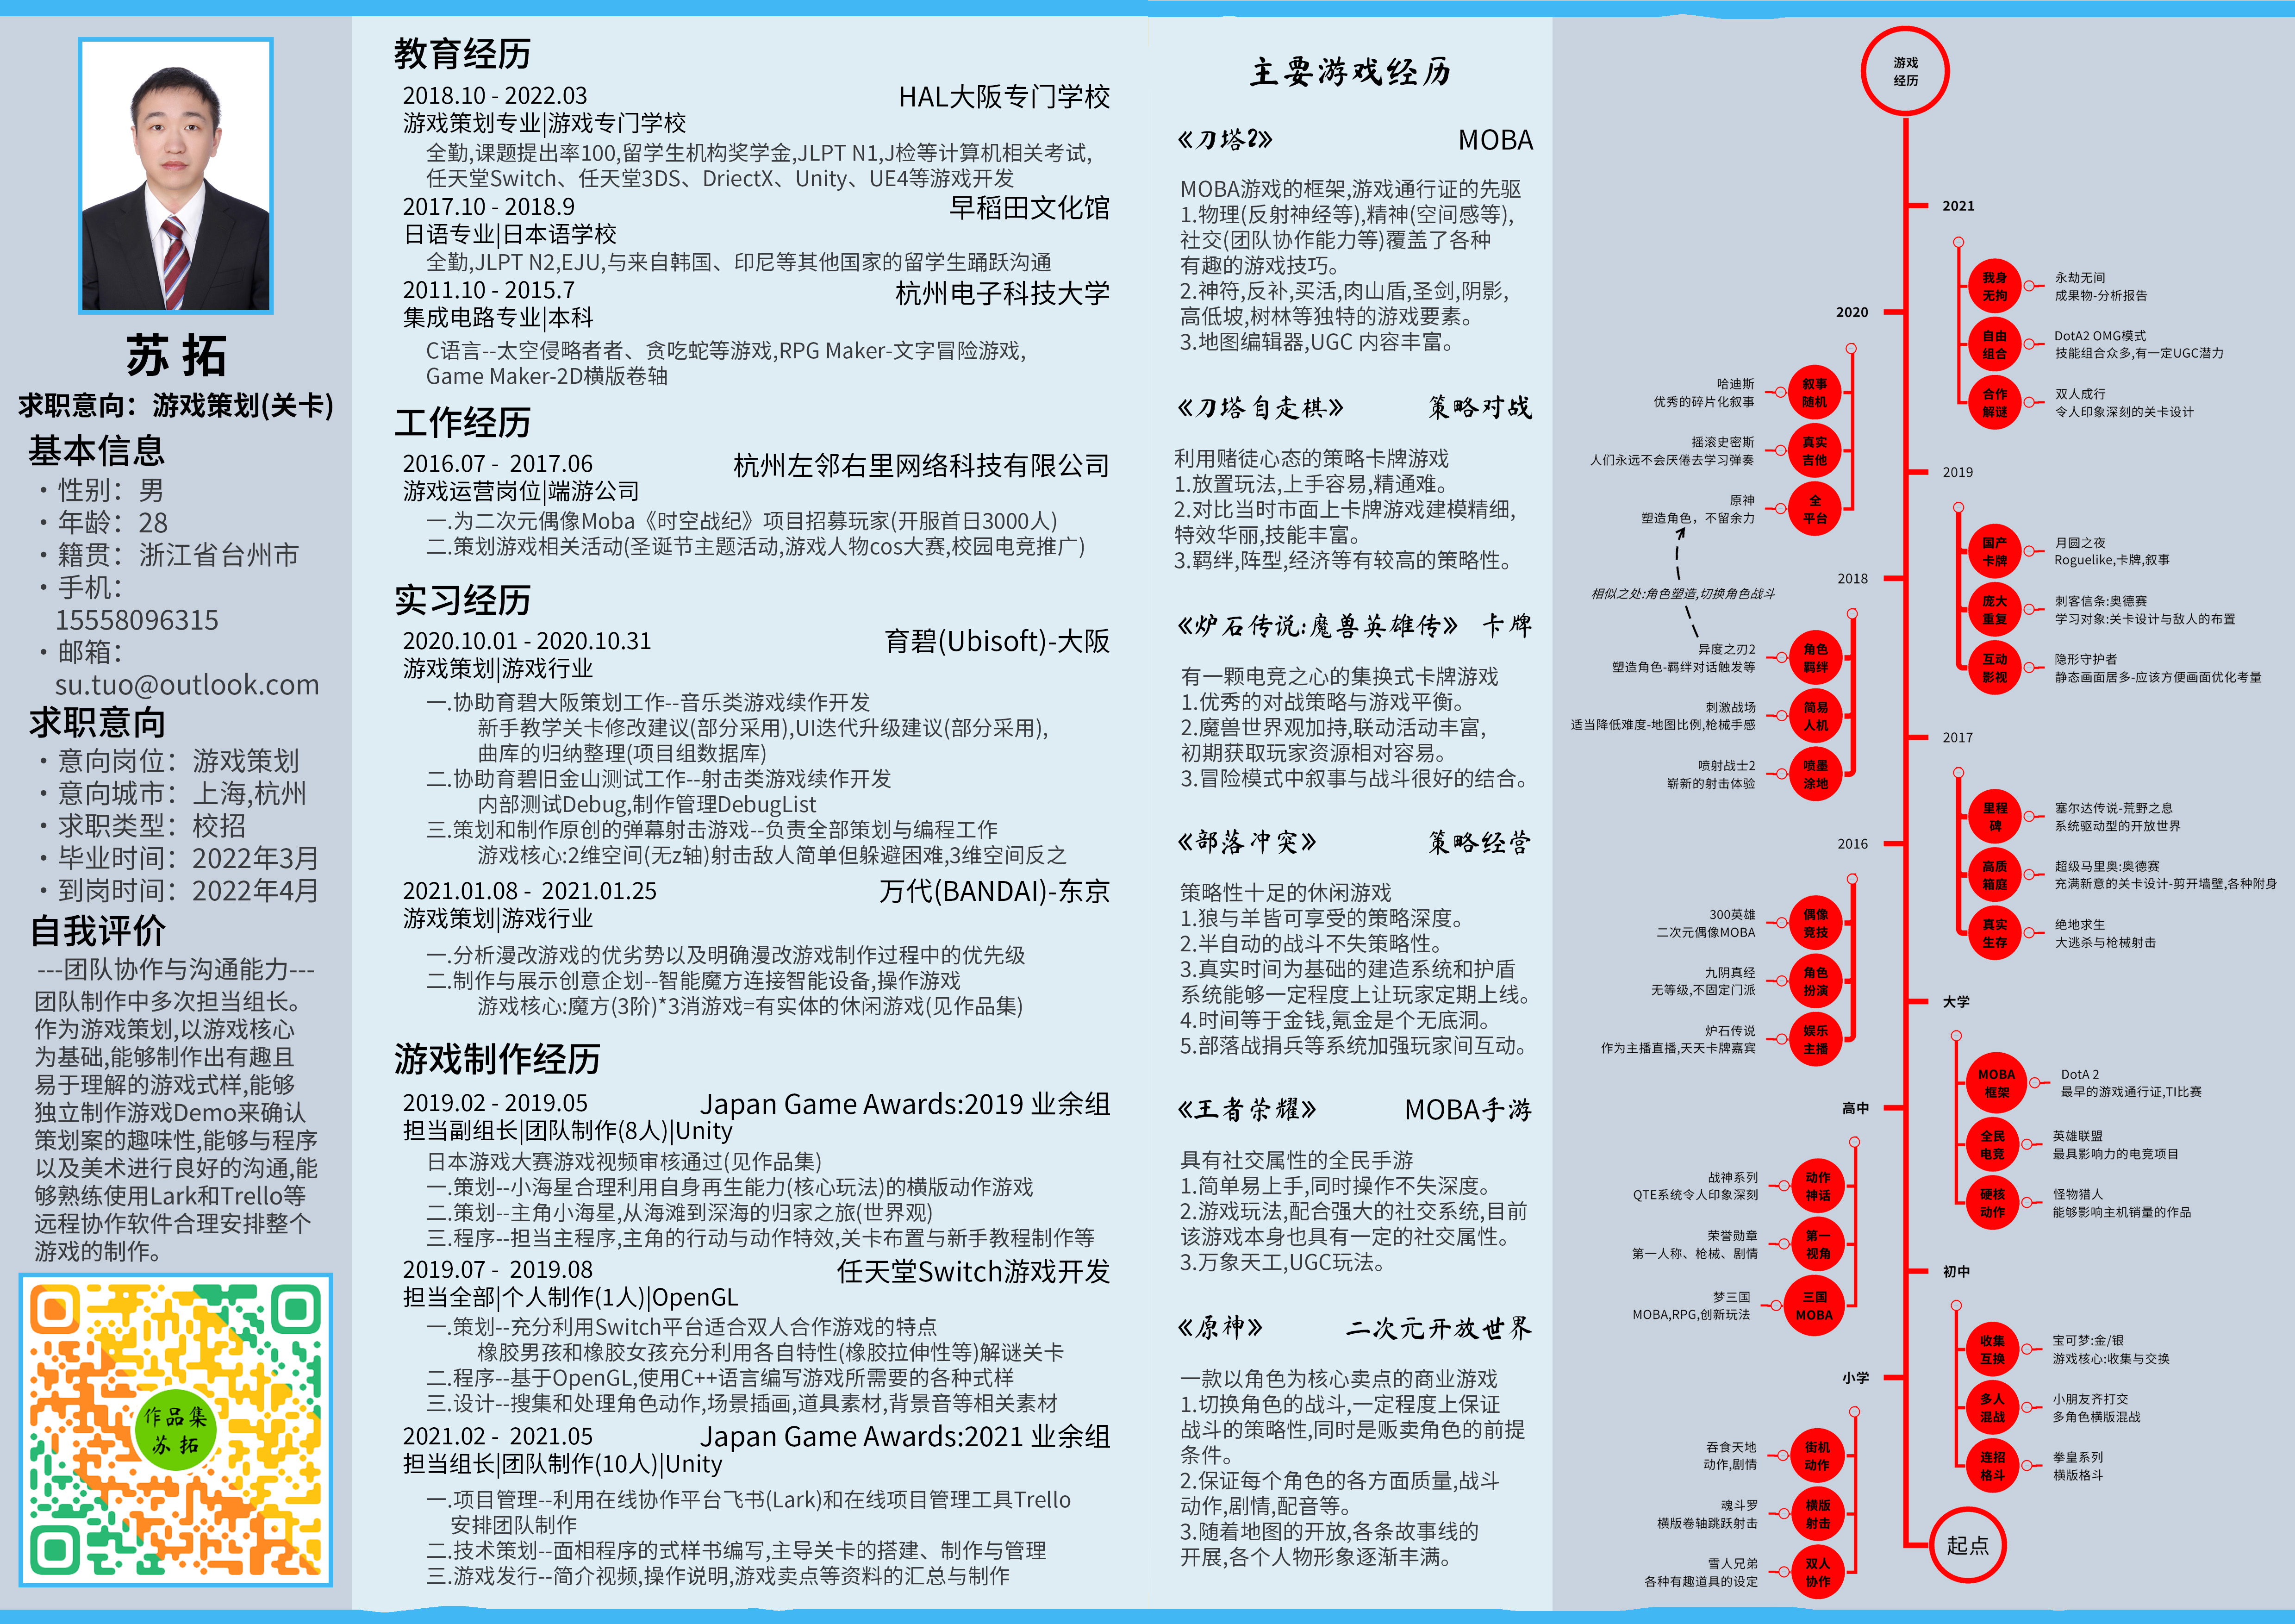 苏 拓
求职意向：游戏策划(关卡)
基本信息
・性别：男
・年龄：28
・籍贯：浙江省台州市
・手机：
15558096315
・邮箱：
su.tuo@outlook.com
求职意向
・意向岗位：游戏策划
・意向城市：上海,杭州
・求职类型：校招
・毕业时间：2022年3月
・到岗时间：2022年4月
自我评价
---团队协作与沟通能力---
团队制作中多次担当组长。
作为游戏策划,以游戏核心
为基础,能够制作出有趣且
易于理解的游戏式样,能够
独立制作游戏Demo来确认
策划案的趣味性,能够与程序
以及美术进行良好的沟通,能
够熟练使用Lark和Trello等
远程协作软件合理安排整个
游戏的制作。
作品集
苏 拓
教育经历
2018.10 - 2022.03 HAL大阪专门学校
游戏策划专业|游戏专门学校
全勤,课题提出率100,留学生机构奖学金,JLPT N1,J检等计算机相关考试,
任天堂Switch、任天堂3DS、DriectX、Unity、UE4等游戏开发
2017.10 - 2018.9 早稻田文化馆
日语专业|日本语学校
全勤,JLPT N2,EJU,与来自韩国、印尼等其他国家的留学生踊跃沟通
2011.10 - 2015.7 杭州电子科技大学
集成电路专业|本科
C语言--太空侵略者者、贪吃蛇等游戏,RPG Maker-文字冒险游戏,
Game Maker-2D横版卷轴
工作经历
2016.07 - 2017.06 杭州左邻右里网络科技有限公司
游戏运营岗位|端游公司
一.为二次元偶像Moba《时空战纪》项目招募玩家(开服首日3000人)
二.策划游戏相关活动(圣诞节主题活动,游戏人物cos大赛,校园电竞推广)
实习经历
2020.10.01 - 2020.10.31 育碧(Ubisoft)-大阪
游戏策划|游戏行业
一.协助育碧大阪策划工作--音乐类游戏续作开发
新手教学关卡修改建议(部分采用),UI迭代升级建议(部分采用),
曲库的归纳整理(项目组数据库)
二.协助育碧旧金山测试工作--射击类游戏续作开发
内部测试Debug,制作管理DebugList
三.策划和制作原创的弹幕射击游戏--负责全部策划与编程工作
游戏核心:2维空间(无z轴)射击敌人简单但躲避困难,3维空间反之
2021.01.08 - 2021.01.25 万代(BANDAI)-东京
游戏策划|游戏行业
一.分析漫改游戏的优劣势以及明确漫改游戏制作过程中的优先级
二.制作与展示创意企划--智能魔方连接智能设备,操作游戏
游戏核心:魔方(3阶)*3消游戏=有实体的休闲游戏(见作品集)
游戏制作经历
2019.02 - 2019.05 Japan Game Awards:2019 业余组
担当副组长|团队制作(8人)|Unity
日本游戏大赛游戏视频审核通过(见作品集)
一.策划--小海星合理利用自身再生能力(核心玩法)的横版动作游戏
二.策划--主角小海星,从海滩到深海的归家之旅(世界观)
三.程序--担当主程序,主角的行动与动作特效,关卡布置与新手教程制作等
2019.07 - 2019.08 任天堂Switch游戏开发
担当全部|个人制作(1人)|OpenGL
一.策划--充分利用Switch平台适合双人合作游戏的特点
橡胶男孩和橡胶女孩充分利用各自特性(橡胶拉伸性等)解谜关卡
二.程序--基于OpenGL,使用C++语言编写游戏所需要的各种式样
三.设计--搜集和处理角色动作,场景插画,道具素材,背景音等相关素材
2021.02 - 2021.05 Japan Game Awards:2021 业余组
担当组长|团队制作(10人)|Unity
一.项目管理--利用在线协作平台飞书(Lark)和在线项目管理工具Trello
安排团队制作
二.技术策划--面相程序的式样书编写,主导关卡的搭建、制作与管理
三.游戏发行--简介视频,操作说明,游戏卖点等资料的汇总与制作
主要游戏经历
《刀塔2》 MOBA
MOBA游戏的框架,游戏通行证的先驱
1.物理(反射神经等),精神(空间感等),
社交(团队协作能力等)覆盖了各种
有趣的游戏技巧。
2.神符,反补,买活,肉山盾,圣剑,阴影,
高低坡,树林等独特的游戏要素。
3.地图编辑器,UGC 内容丰富。
《刀塔自走棋》 策略对战
利用赌徒心态的策略卡牌游戏
1.放置玩法,上手容易,精通难。
2.对比当时市面上卡牌游戏建模精细,
特效华丽,技能丰富。
3.羁绊,阵型,经济等有较高的策略性。
《炉石传说:魔兽英雄传》 卡牌
有一颗电竞之心的集换式卡牌游戏
1.优秀的对战策略与游戏平衡。
2.魔兽世界观加持,联动活动丰富,
初期获取玩家资源相对容易。
3.冒险模式中叙事与战斗很好的结合。
《部落冲突》 策略经营
策略性十足的休闲游戏
1.狼与羊皆可享受的策略深度。
2.半自动的战斗不失策略性。
3.真实时间为基础的建造系统和护盾
系统能够一定程度上让玩家定期上线。
4.时间等于金钱,氪金是个无底洞。
5.部落战捐兵等系统加强玩家间互动。
《王者荣耀》 MOBA手游
具有社交属性的全民手游
1.简单易上手,同时操作不失深度。
2.游戏玩法,配合强大的社交系统,目前
该游戏本身也具有一定的社交属性。
3.万象天工,UGC玩法。
《原神》 二次元开放世界
一款以角色为核心卖点的商业游戏
1.切换角色的战斗,一定程度上保证
战斗的策略性,同时是贩卖角色的前提
条件。
2.保证每个角色的各方面质量,战斗
动作,剧情,配音等。
3.随着地图的开放,各条故事线的
开展,各个人物形象逐渐丰满。
游戏
经历
2021
我身
无拘
永劫无间
成果物-分析报告
自由
组合
DotA2 OMG模式
技能组合众多,有一定UGC潜力
合作
解谜
双人成行
令人印象深刻的关卡设计
2020
哈迪斯
优秀的碎片化叙事
叙事
随机
摇滚史密斯
人们永远不会厌倦去学习弹奏
真实
吉他
原神
塑造角色，不留余力
全
平台
相似之处:角色塑造,切换角色战斗
2019
国产
卡牌
月圆之夜
Roguelike,卡牌,叙事
庞大
重复
刺客信条:奥德赛
学习对象:关卡设计与敌人的布置
互动
影视
隐形守护者
静态画面居多-应该方便画面优化考量
2018
异度之刃2
塑造角色-羁绊对话触发等
角色
羁绊
刺激战场
适当降低难度-地图比例,枪械手感
简易
人机
喷射战士2
崭新的射击体验
喷墨
涂地
2017
里程
碑
塞尔达传说-荒野之息
系统驱动型的开放世界
高质
箱庭
超级马里奥:奥德赛
充满新意的关卡设计-剪开墙壁,各种附身
真实
生存
绝地求生
大逃杀与枪械射击
2016
300英雄
二次元偶像MOBA
偶像
竞技
九阴真经
无等级,不固定门派
角色
扮演
炉石传说
作为主播直播,天天卡牌嘉宾
娱乐
主播
大学
MOBA
框架
DotA 2
最早的游戏通行证,TI比赛
全民
电竞
英雄联盟
最具影响力的电竞项目
硬核
动作
怪物猎人
能够影响主机销量的作品
高中
战神系列
QTE系统令人印象深刻
动作
神话
荣誉勋章
第一人称、枪械、剧情
第一
视角
梦三国
MOBA,RPG,创新玩法
三国
MOBA
初中
收集
互换
宝可梦:金/银
游戏核心:收集与交换
多人
混战
小朋友齐打交
多角色横版混战
连招
格斗
拳皇系列
横版格斗
小学
吞食天地
动作,剧情
街机
动作
魂斗罗
横版卷轴跳跃射击
横版
射击
雪人兄弟
各种有趣道具的设定
双人
协作
起点